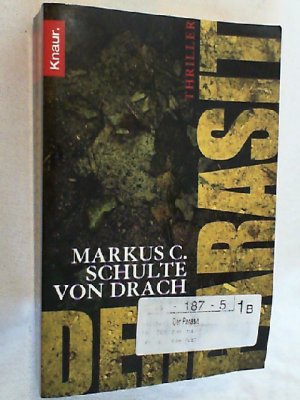 Knaur.
THRILLER
MARKUS C.
SCHULTE
VON DRACH
DER
PARASIT
- 187 - 5 1B
Der Parasit